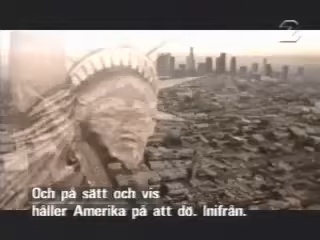 Och på sätt och vis
håller Amerika på att dö. Inifrån.